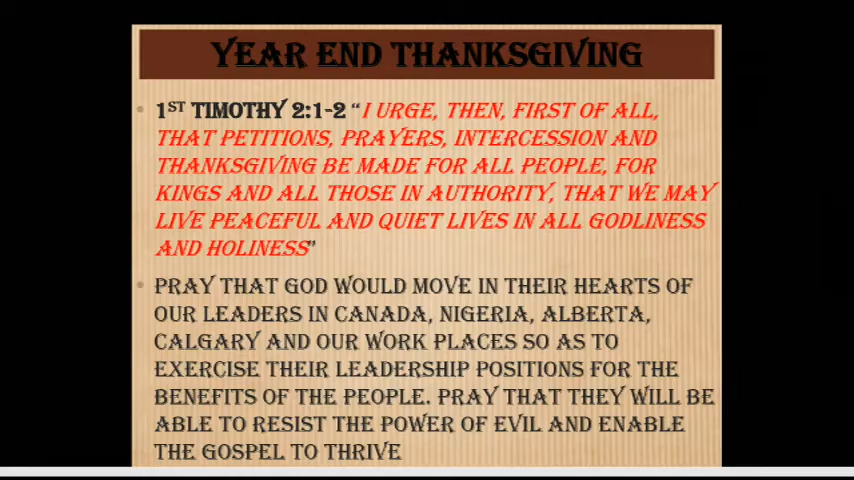 YEAR END THANKSGIVING
• 1ST TIMOTHY 2:1-2 “I URGE, THEN, FIRST OF ALL,
THAT PETITIONS, PRAYERS, INTERCESSION AND
THANKSGIVING BE MADE FOR ALL PEOPLE, FOR
KINGS AND ALL THOSE IN AUTHORITY, THAT WE MAY
LIVE PEACEFUL AND QUIET LIVES IN ALL GODLINESS
AND HOLINESS”
• PRAY THAT GOD WOULD MOVE IN THEIR HEARTS OF
OUR LEADERS IN CANADA, NIGERIA, ALBERTA,
CALGARY AND OUR WORK PLACES SO AS TO
EXERCISE THEIR LEADERSHIP POSITIONS FOR THE
BENEFITS OF THE PEOPLE. PRAY THAT THEY WILL BE
ABLE TO RESIST THE POWER OF EVIL AND ENABLE
THE GOSPEL TO THRIVE